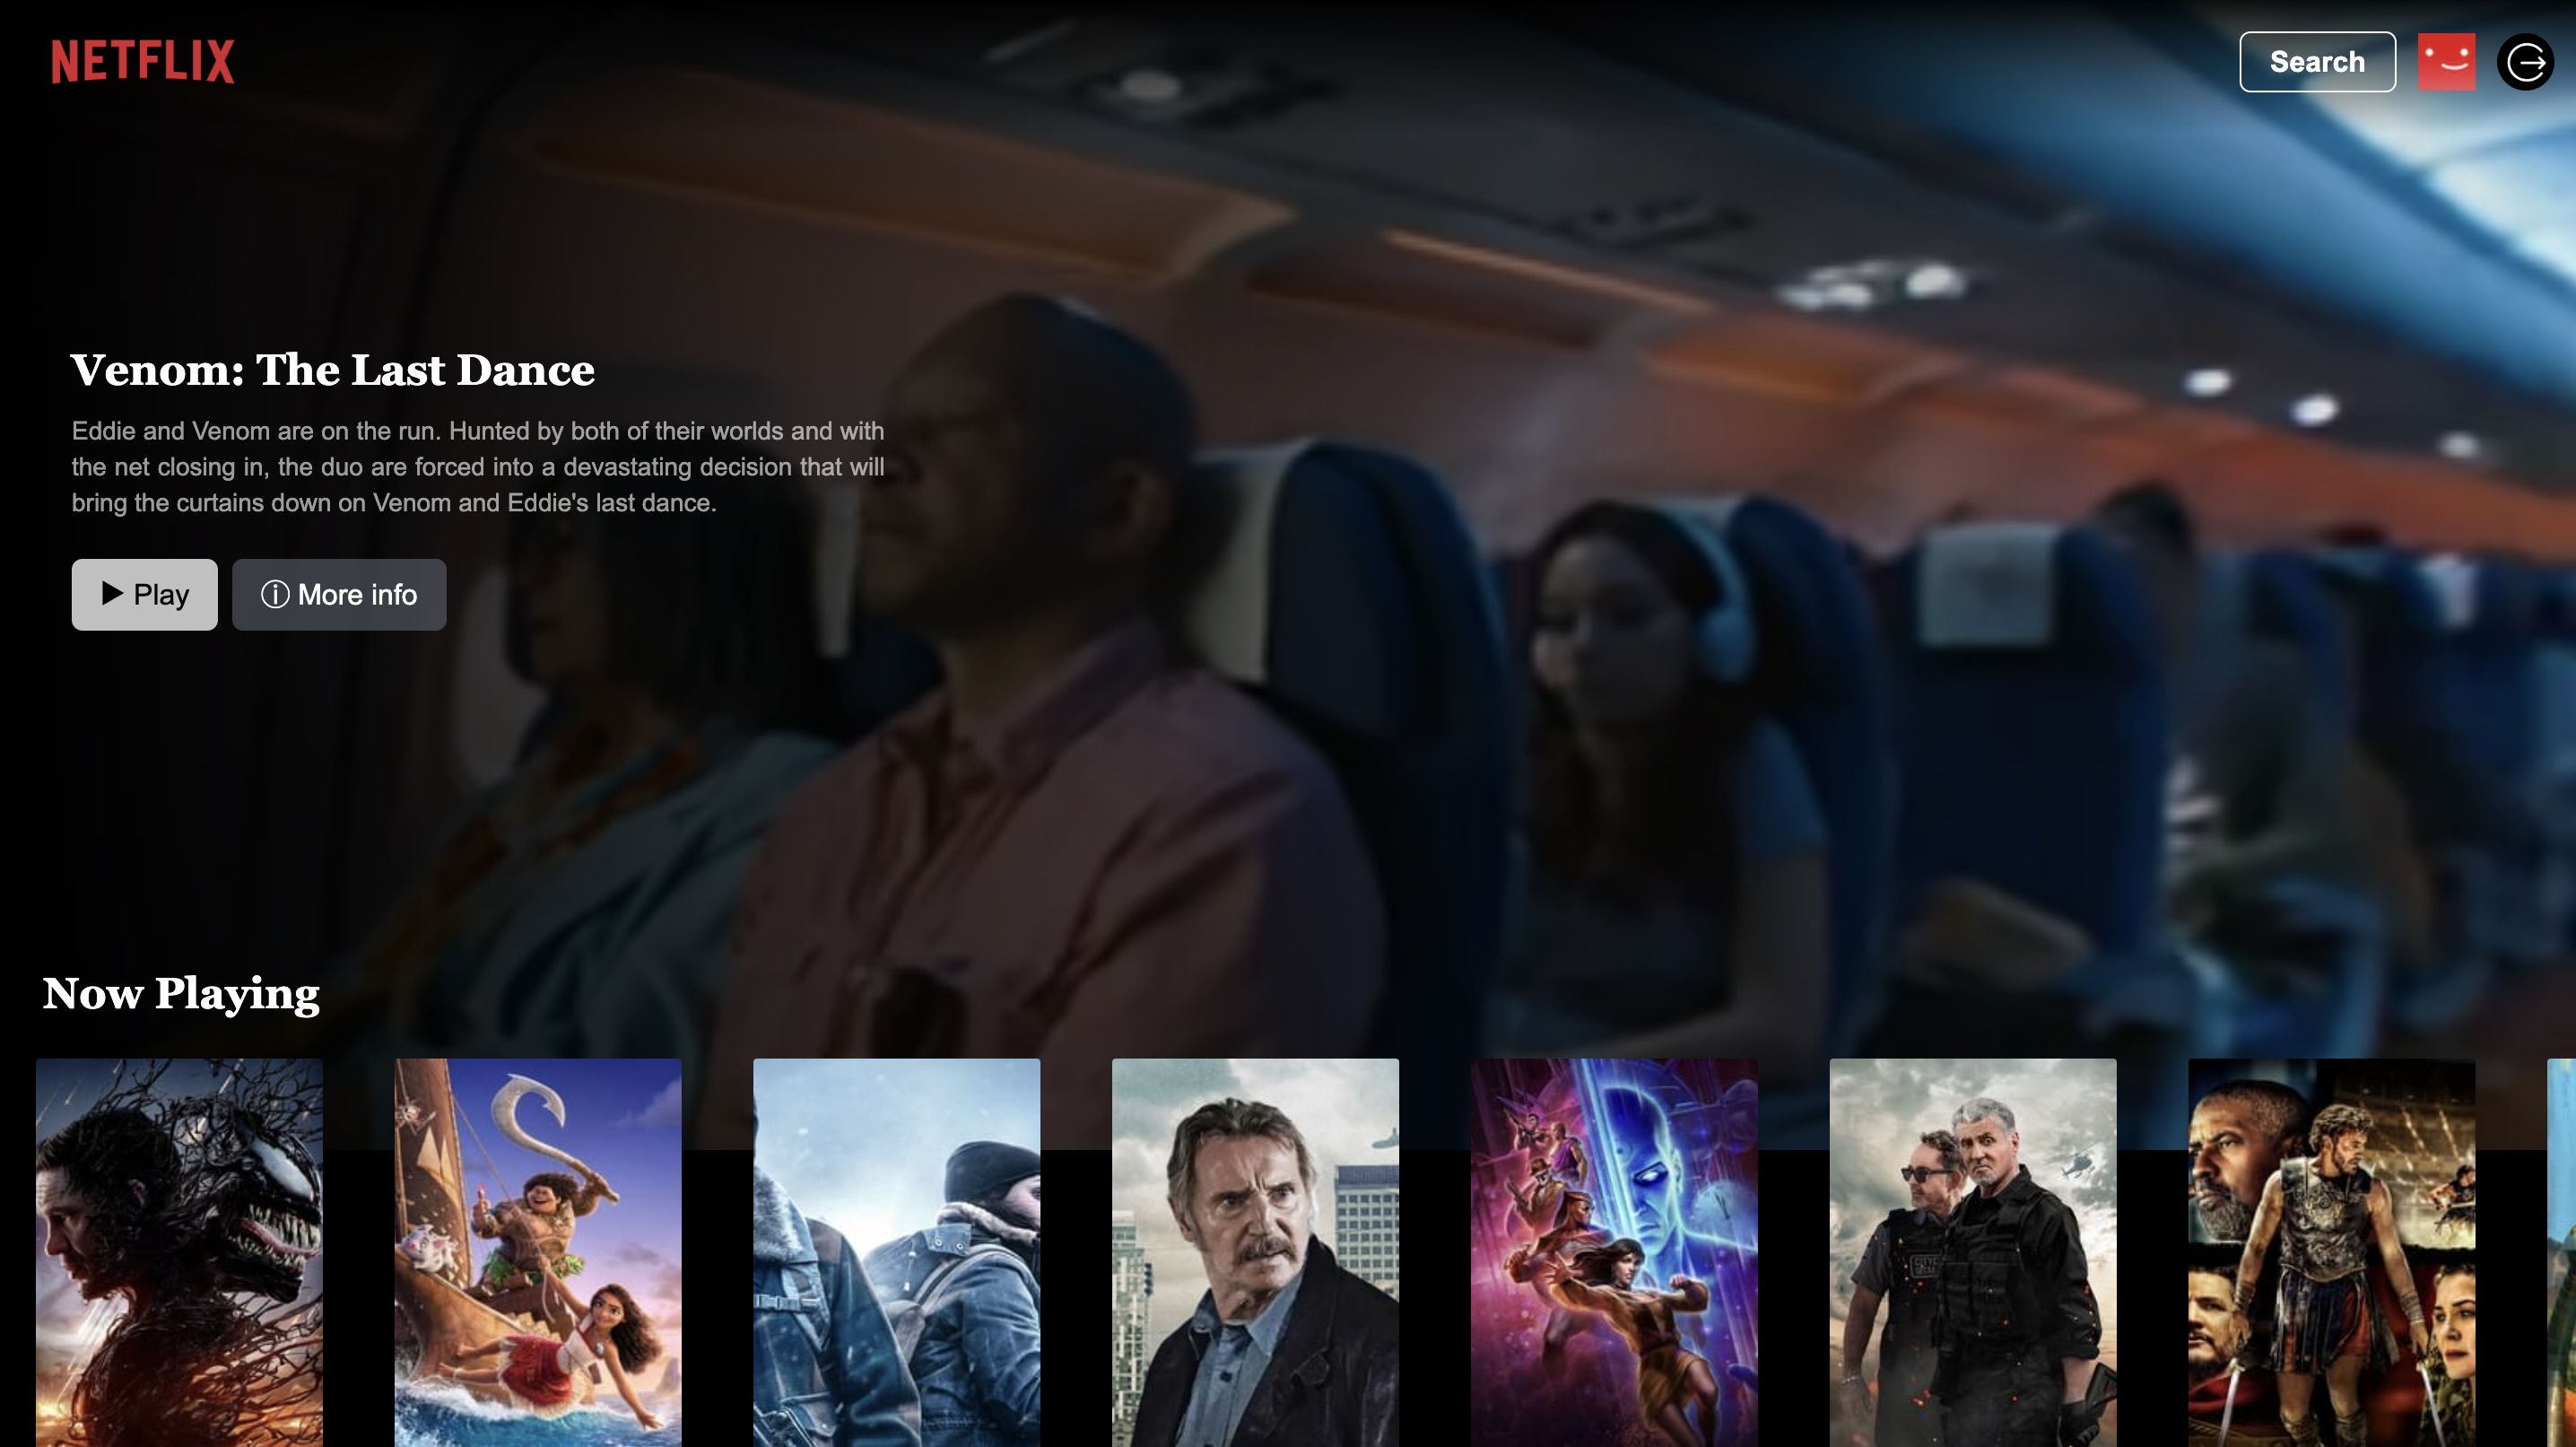 NETFLIX
Search
Venom: The Last Dance
Eddie and Venom are on the run. Hunted by both of their worlds and with
the net closing in, the duo are forced into a devastating decision that will
bring the curtains down on Venom and Eddie's last dance.
Play
More info
Now Playing